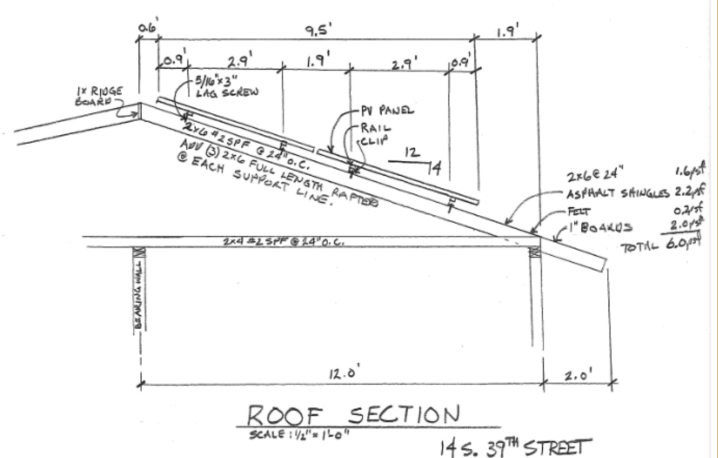 0.6' 9.5' 1.9'
0.9' 2.9' 1.9' 2.9' 0.9'
5/16"x3"
LAG SCREW
1x RIDGE
BOARD
PV PANEL
RAIL
CLIP
2x6 #2 SPF @ 24" O.C.
ADD (3) 2x6 FULL LENGTH RAFTERS
@ EACH SUPPORT LINE.
12
14
2x6 @ 24" 1.6psf
ASPHALT SHINGLES 2.2psf
FELT 0.2psf
1" BOARDS 2.0psf
TOTAL 6.0psf
2x4 #2 SPF @ 24" O.C.
BEARING WALL
12.0' 2.0'
ROOF SECTION
SCALE: 1/2" = 1'-0"
14 S. 39TH STREET